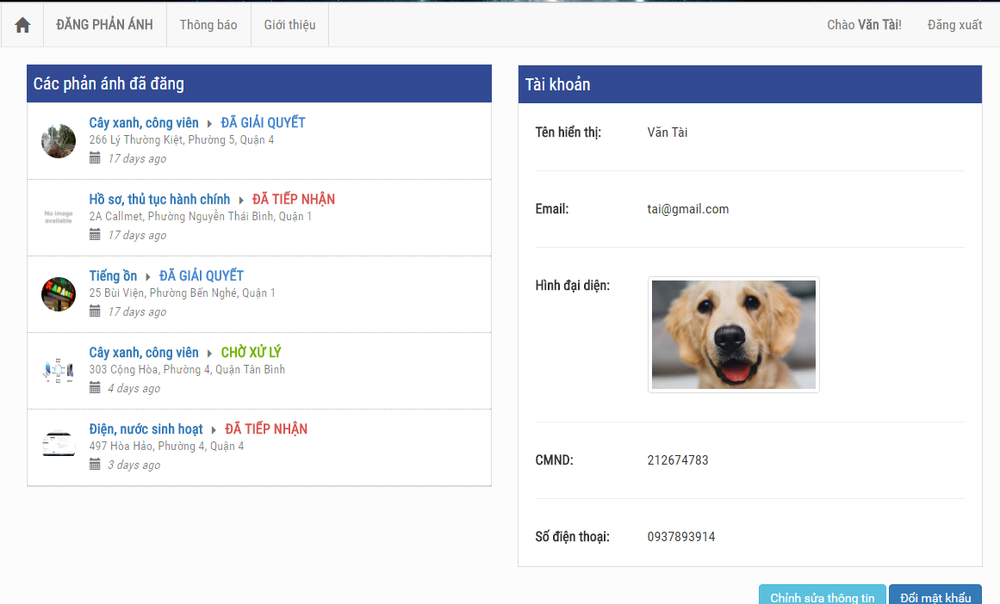 ĐĂNG PHẢN ÁNH Thông báo Giới thiệu Chào Văn Tài! Đăng xuất
Các phản ánh đã đăng
Cây xanh, công viên ĐÃ GIẢI QUYẾT
266 Lý Thường Kiệt, Phường 5, Quận 4
17 days ago
No image
available
Hồ sơ, thủ tục hành chính ĐÃ TIẾP NHẬN
2A Callmet, Phường Nguyễn Thái Bình, Quận 1
17 days ago
Tiếng ồn ĐÃ GIẢI QUYẾT
25 Bùi Viện, Phường Bến Nghé, Quận 1
17 days ago
Cây xanh, công viên CHỜ XỬ LÝ
303 Cộng Hòa, Phường 4, Quận Tân Bình
4 days ago
Điện, nước sinh hoạt ĐÃ TIẾP NHẬN
497 Hòa Hảo, Phường 4, Quận 4
3 days ago
Tài khoản
Tên hiển thị: Văn Tài
Email: tai@gmail.com
Hình đại diện:
CMND: 212674783
Số điện thoại: 0937893914
Chỉnh sửa thông tin Đổi mật khẩu